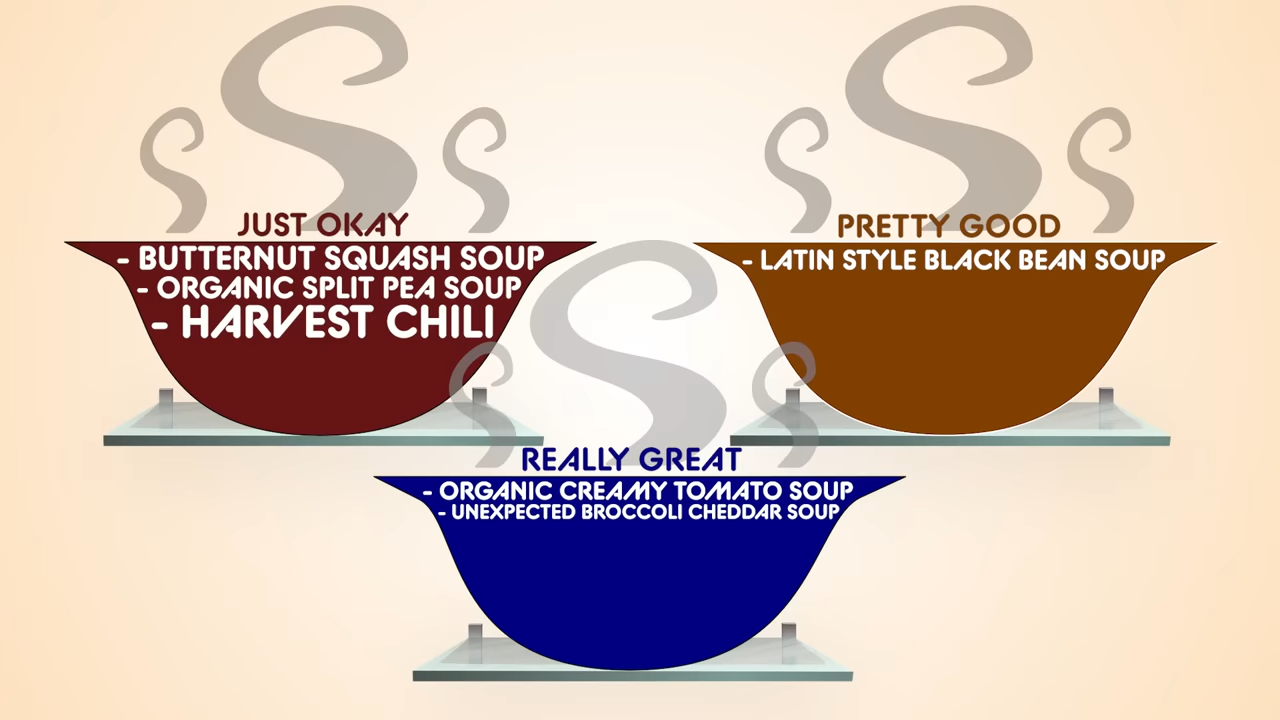 JUST OKAY
- BUTTERNUT SQUASH SOUP
- ORGANIC SPLIT PEA SOUP
- HARVEST CHILI
PRETTY GOOD
- LATIN STYLE BLACK BEAN SOUP
REALLY GREAT
- ORGANIC CREAMY TOMATO SOUP
- UNEXPECTED BROCCOLI CHEDDAR SOUP